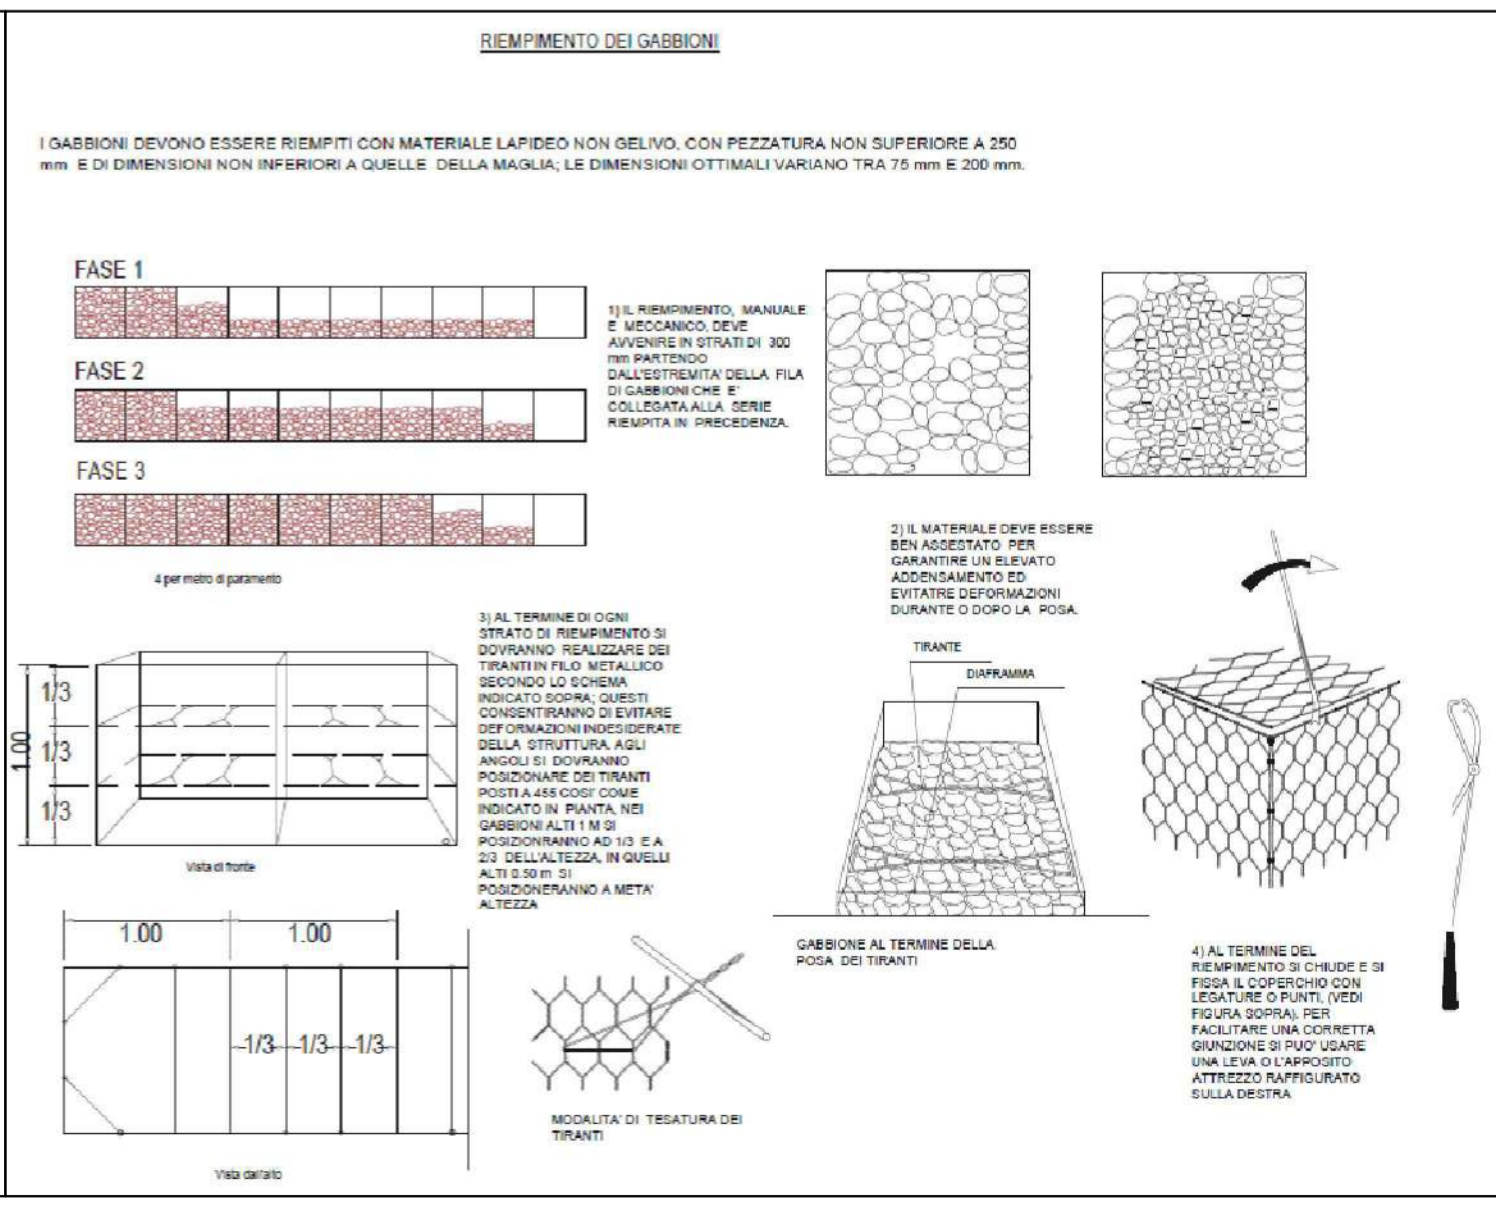 RIEMPIMENTO DEI GABBIONI
I GABBIONI DEVONO ESSERE RIEMPITI CON MATERIALE LAPIDEO NON GELIVO, CON PEZZATURA NON SUPERIORE A 250
mm E DI DIMENSIONI NON INFERIORI A QUELLE DELLA MAGLIA; LE DIMENSIONI OTTIMALI VARIANO TRA 75 mm E 200 mm.
FASE 1
FASE 2
FASE 3
4 per metro di paramento
1) IL RIEMPIMENTO, MANUALE
E MECCANICO, DEVE
AVVENIRE IN STRATI DI 300
mm PARTENDO
DALL'ESTREMITA' DELLA FILA
DI GABBIONI CHE E'
COLLEGATA ALLA SERIE
RIEMPITA IN PRECEDENZA.
2) IL MATERIALE DEVE ESSERE
BEN ASSESTATO PER
GARANTIRE UN ELEVATO
ADDENSAMENTO ED
EVITATRE DEFORMAZIONI
DURANTE O DOPO LA POSA.
3) AL TERMINE DI OGNI
STRATO DI RIEMPIMENTO SI
DOVRANNO REALIZZARE DEI
TIRANTI IN FILO METALLICO
SECONDO LO SCHEMA
INDICATO SOPRA; QUESTI
CONSENTIRANNO DI EVITARE
DEFORMAZIONI INDESIDERATE
DELLA STRUTTURA. AGLI
ANGOLI SI DOVRANNO
POSIZIONARE DEI TIRANTI
POSTI A 455 COSI' COME
INDICATO IN PIANTA, NEI
GABBIONI ALTI 1 M SI
POSIZIONRANNO AD 1/3 E A
2/3 DELL'ALTEZZA, IN QUELLI
ALTI 0.50 m SI
POSIZIONERANNO A META'
ALTEZZA
1/3
1/3
1/3
1.00
Vista di fronte
1.00
1.00
1/3
1/3
1/3
Vista dall'alto
MODALITA' DI TESATURA DEI
TIRANTI
TIRANTE
DIAFRAMMA
GABBIONE AL TERMINE DELLA
POSA DEI TIRANTI
4) AL TERMINE DEL
RIEMPIMENTO SI CHIUDE E SI
FISSA IL COPERCHIO CON
LEGATURE O PUNTI, (VEDI
FIGURA SOPRA). PER
FACILITARE UNA CORRETTA
GIUNZIONE SI PUO' USARE
UNA LEVA O L'APPOSITO
ATTREZZO RAFFIGURATO
SULLA DESTRA